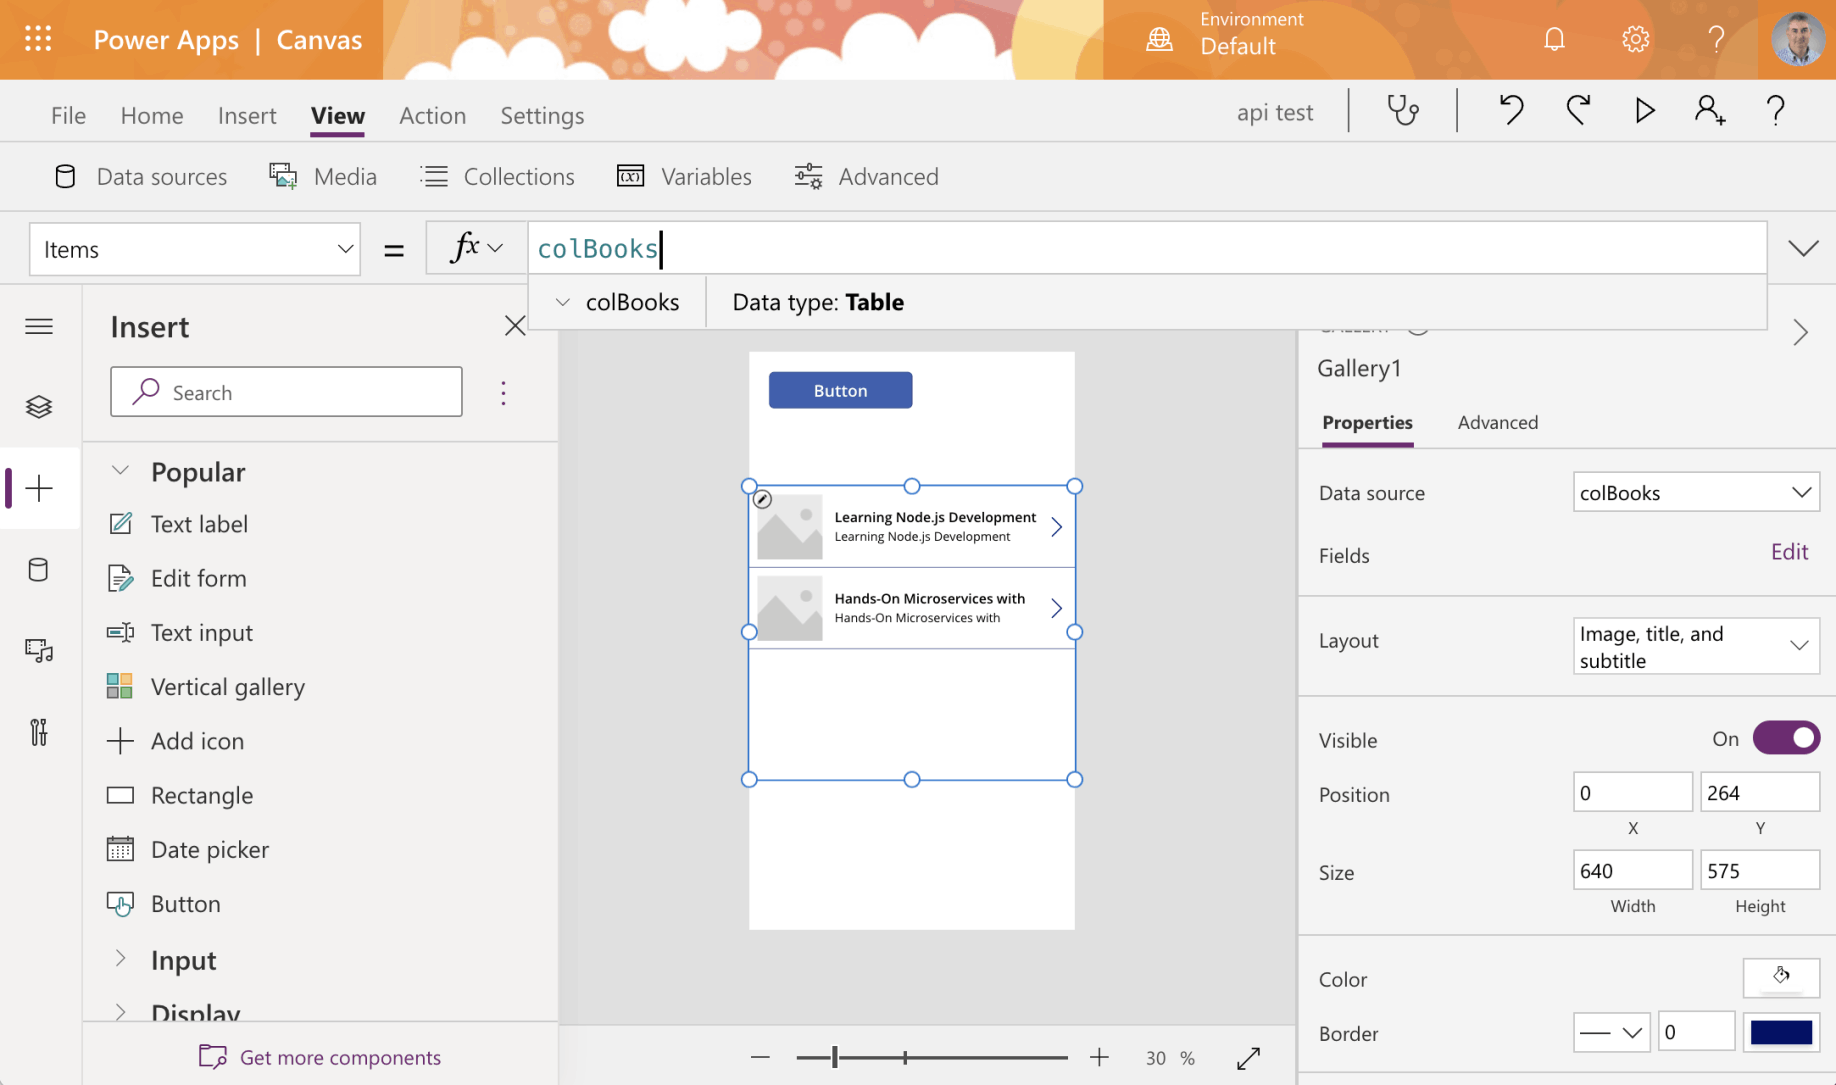 Power Apps | Canvas
Environment
Default
File Home Insert View Action Settings
api test
Data sources Media Collections Variables Advanced
Items = fx colBooks
colBooks Data type: Table
Insert
Search
Popular
Text label
Edit form
Text input
Vertical gallery
Add icon
Rectangle
Date picker
Button
Input
Display
Get more components
Button
Learning Node.js Development
Learning Node.js Development
Hands-On Microservices with
Hands-On Microservices with
30 %
GALLERY
Gallery1
Properties Advanced
Data source colBooks
Fields Edit
Layout Image, title, and
subtitle
Visible On
Position 0 264
X Y
Size 640 575
Width Height
Color
Border 0